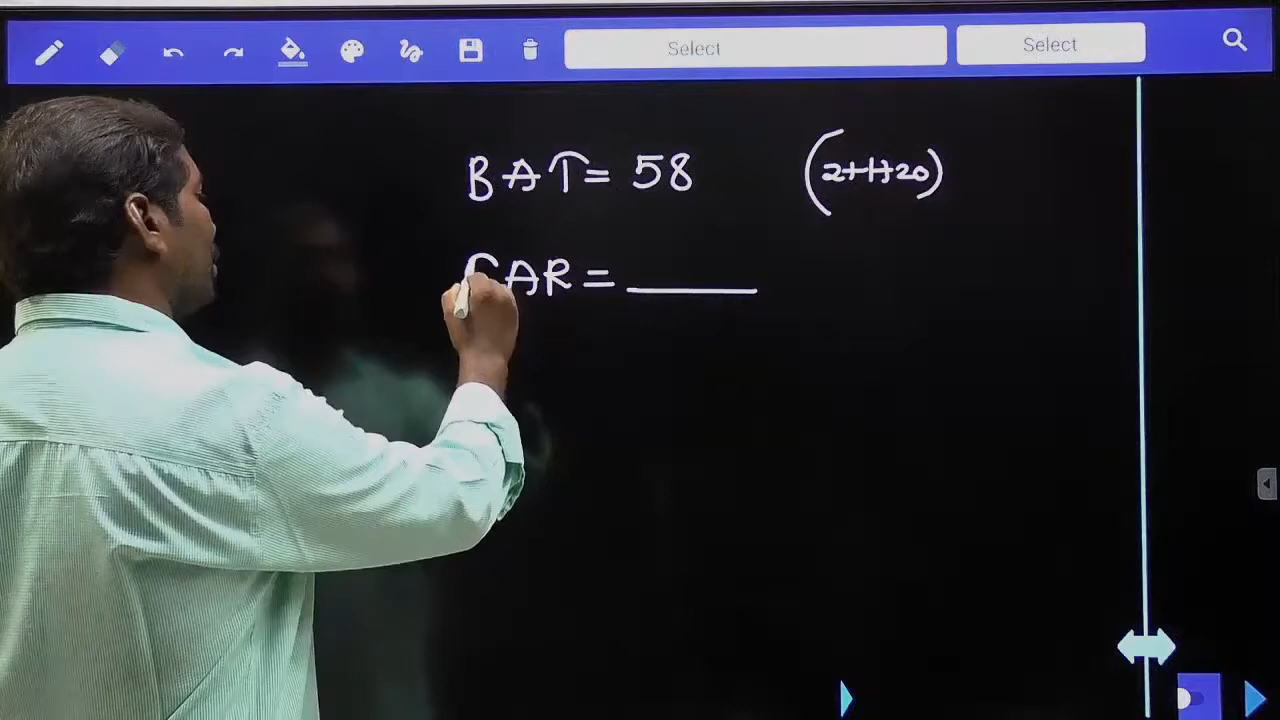 Select Select
BAT = 58 (2+1+20)
CAR = ______